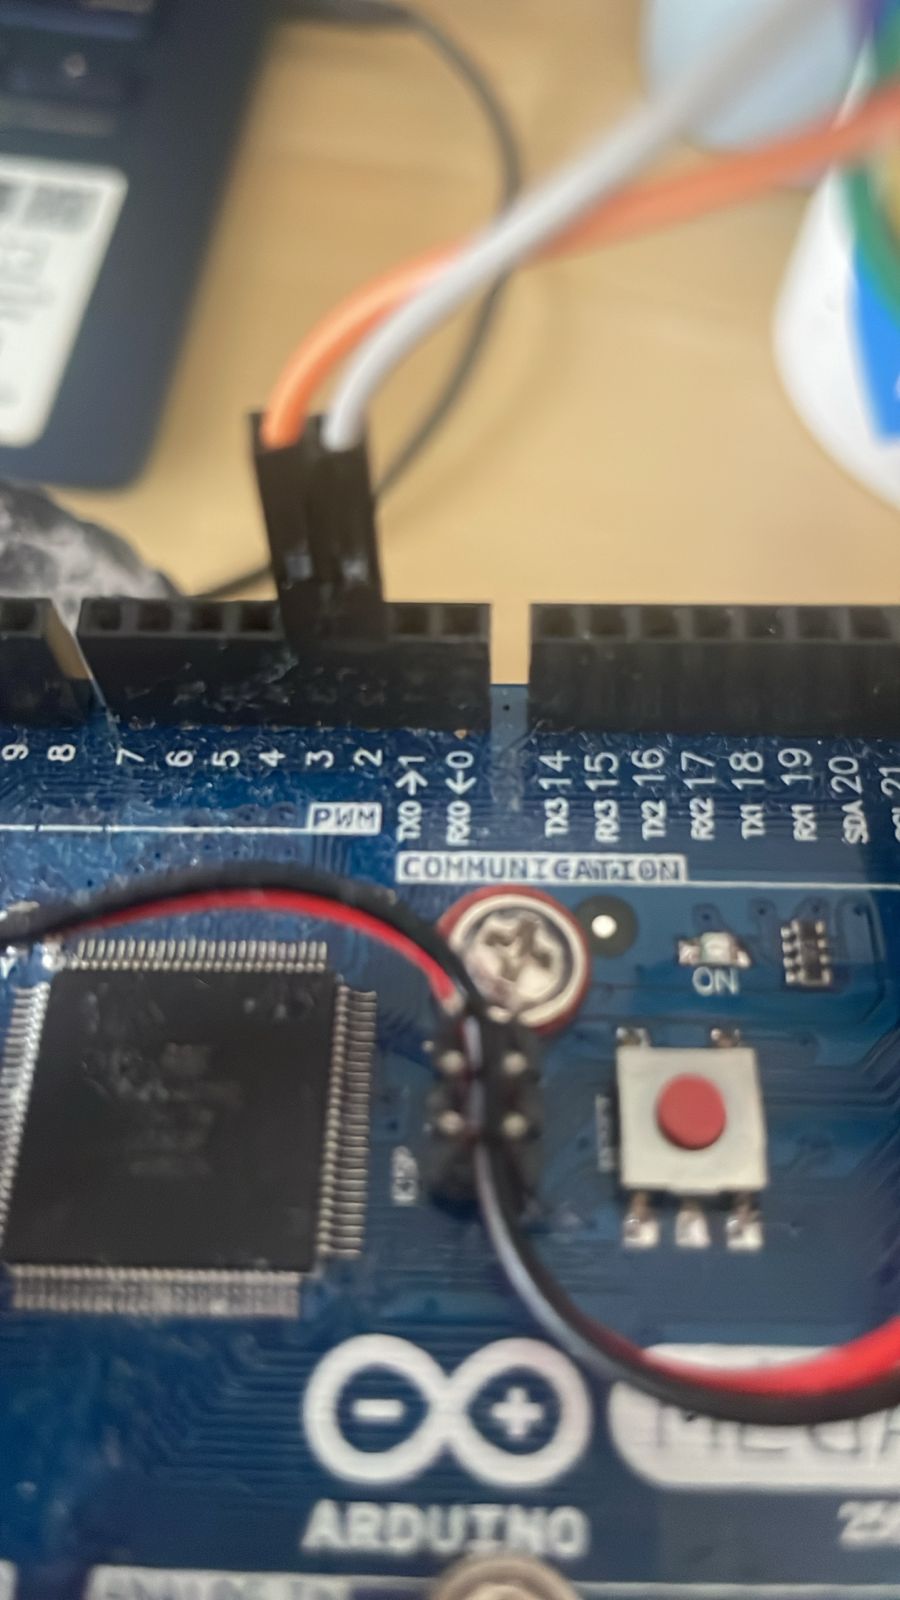 9 8 7 6 5 4 3 2 TX0→1 RX0←0 TX3 14 RX3 15 TX2 16 RX2 17 TX1 18 RX1 19 SDA 20 21
PWM
COMMUNICATION
ON
ARDUINO